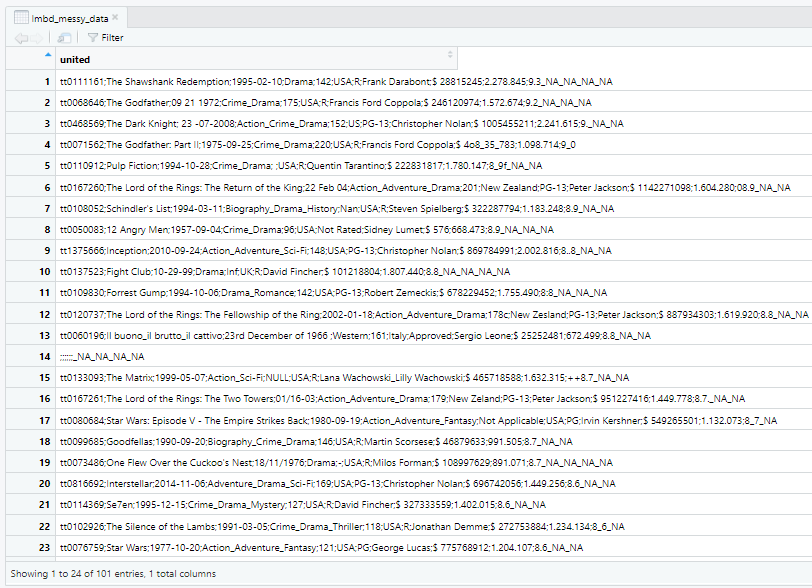 Imbd_messy_data
Filter
united
1 tt0111161;The Shawshank Redemption;1995-02-10;Drama;142;USA;R;Frank Darabont;$ 28815245;2.278.845;9.3_NA_NA_NA_NA
2 tt0068646;The Godfather;09 21 1972;Crime_Drama;175;USA;R;Francis Ford Coppola;$ 246120974;1.572.674;9.2_NA_NA_NA
3 tt0468569;The Dark Knight; 23 -07-2008;Action_Crime_Drama;152;US;PG-13;Christopher Nolan;$ 1005455211;2.241.615;9._NA_NA
4 tt0071562;The Godfather: Part II;1975-09-25;Crime_Drama;220;USA;R;Francis Ford Coppola;$ 4o8_35_783;1.098.714;9_0
5 tt0110912;Pulp Fiction;1994-10-28;Crime_Drama; ;USA;R;Quentin Tarantino;$ 222831817;1.780.147;8_9f_NA_NA
6 tt0167260;The Lord of the Rings: The Return of the King;22 Feb 04;Action_Adventure_Drama;201;New Zealand;PG-13;Peter Jackson;$ 1142271098;1.604.280;08.9_NA_NA
7 tt0108052;Schindler's List;1994-03-11;Biography_Drama_History;Nan;USA;R;Steven Spielberg;$ 322287794;1.183.248;8.9_NA_NA
8 tt0050083;12 Angry Men;1957-09-04;Crime_Drama;96;USA;Not Rated;Sidney Lumet;$ 576;668.473;8.9_NA_NA_NA
9 tt1375666;Inception;2010-09-24;Action_Adventure_Sci-Fi;148;USA;PG-13;Christopher Nolan;$ 869784991;2.002.816;8..8_NA_NA
10 tt0137523;Fight Club;10-29-99;Drama;Inf;UK;R;David Fincher;$ 101218804;1.807.440;8.8_NA_NA_NA_NA
11 tt0109830;Forrest Gump;1994-10-06;Drama_Romance;142;USA;PG-13;Robert Zemeckis;$ 678229452;1.755.490;8:8_NA_NA_NA
12 tt0120737;The Lord of the Rings: The Fellowship of the Ring;2002-01-18;Action_Adventure_Drama;178c;New Zesland;PG-13;Peter Jackson;$ 887934303;1.619.920;8.8_NA_NA
13 tt0060196;Il buono_il brutto_il cattivo;23rd December of 1966 ;Western;161;Italy;Approved;Sergio Leone;$ 25252481;672.499;8.8_NA_NA
14 ;;;;;;;_NA_NA_NA_NA
15 tt0133093;The Matrix;1999-05-07;Action_Sci-Fi;NULL;USA;R;Lana Wachowski_Lilly Wachowski;$ 465718588;1.632.315;++8.7_NA_NA
16 tt0167261;The Lord of the Rings: The Two Towers;01/16-03;Action_Adventure_Drama;179;New Zeland;PG-13;Peter Jackson;$ 951227416;1.449.778;8.7._NA_NA
17 tt0080684;Star Wars: Episode V - The Empire Strikes Back;1980-09-19;Action_Adventure_Fantasy;Not Applicable;USA;PG;Irvin Kershner;$ 549265501;1.132.073;8_7_NA
18 tt0099685;Goodfellas;1990-09-20;Biography_Crime_Drama;146;USA;R;Martin Scorsese;$ 46879633;991.505;8.7_NA_NA
19 tt0073486;One Flew Over the Cuckoo's Nest;18/11/1976;Drama;-;USA;R;Milos Forman;$ 108997629;891.071;8.7_NA_NA_NA_NA
20 tt0816692;Interstellar;2014-11-06;Adventure_Drama_Sci-Fi;169;USA;PG-13;Christopher Nolan;$ 696742056;1.449.256;8.6_NA_NA
21 tt0114369;Se7en;1995-12-15;Crime_Drama_Mystery;127;USA;R;David Fincher;$ 327333559;1.402.015;8.6_NA_NA
22 tt0102926;The Silence of the Lambs;1991-03-05;Crime_Drama_Thriller;118;USA;R;Jonathan Demme;$ 272753884;1.234.134;8_6_NA
23 tt0076759;Star Wars;1977-10-20;Action_Adventure_Fantasy;121;USA;PG;George Lucas;$ 775768912;1.204.107;8.6_NA_NA
Showing 1 to 24 of 101 entries, 1 total columns